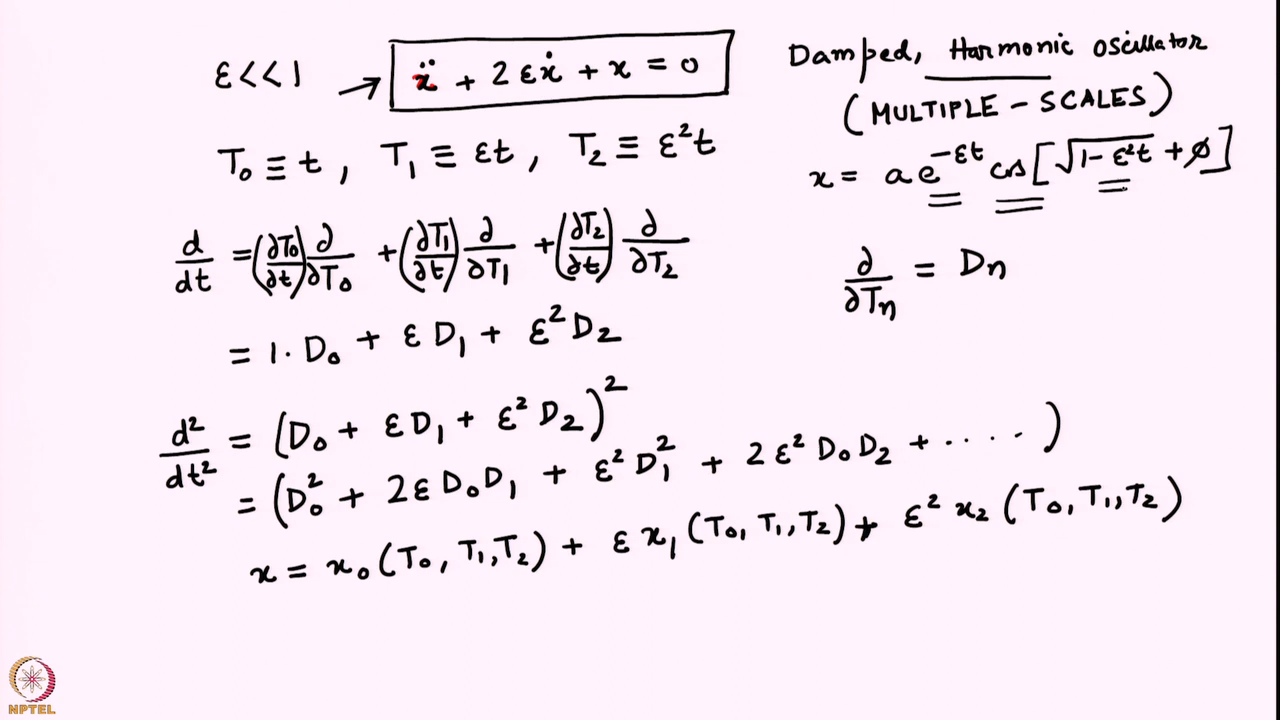 ε<<1 → ẍ + 2εẋ + x = 0
Damped, Harmonic oscillator
(MULTIPLE - SCALES)
T₀ ≡ t , T₁ ≡ εt , T₂ ≡ ε²t
x = a e^{-εt} cos[√(1-ε²t) + φ]
d/dt = (∂T₀/∂t) ∂/∂T₀ + (∂T₁/∂t) ∂/∂T₁ + (∂T₂/∂t) ∂/∂T₂
∂/∂Tₙ = Dₙ
= 1· D₀ + ε D₁ + ε² D₂
d²/dt² = (D₀ + εD₁ + ε² D₂)²
= (D₀² + 2ε D₀D₁ + ε² D₁² + 2ε² D₀D₂ + ·····)
x = x₀(T₀, T₁,T₂) + ε x₁(T₀, T₁,T₂) + ε² x₂(T₀, T₁,T₂)
NPTEL